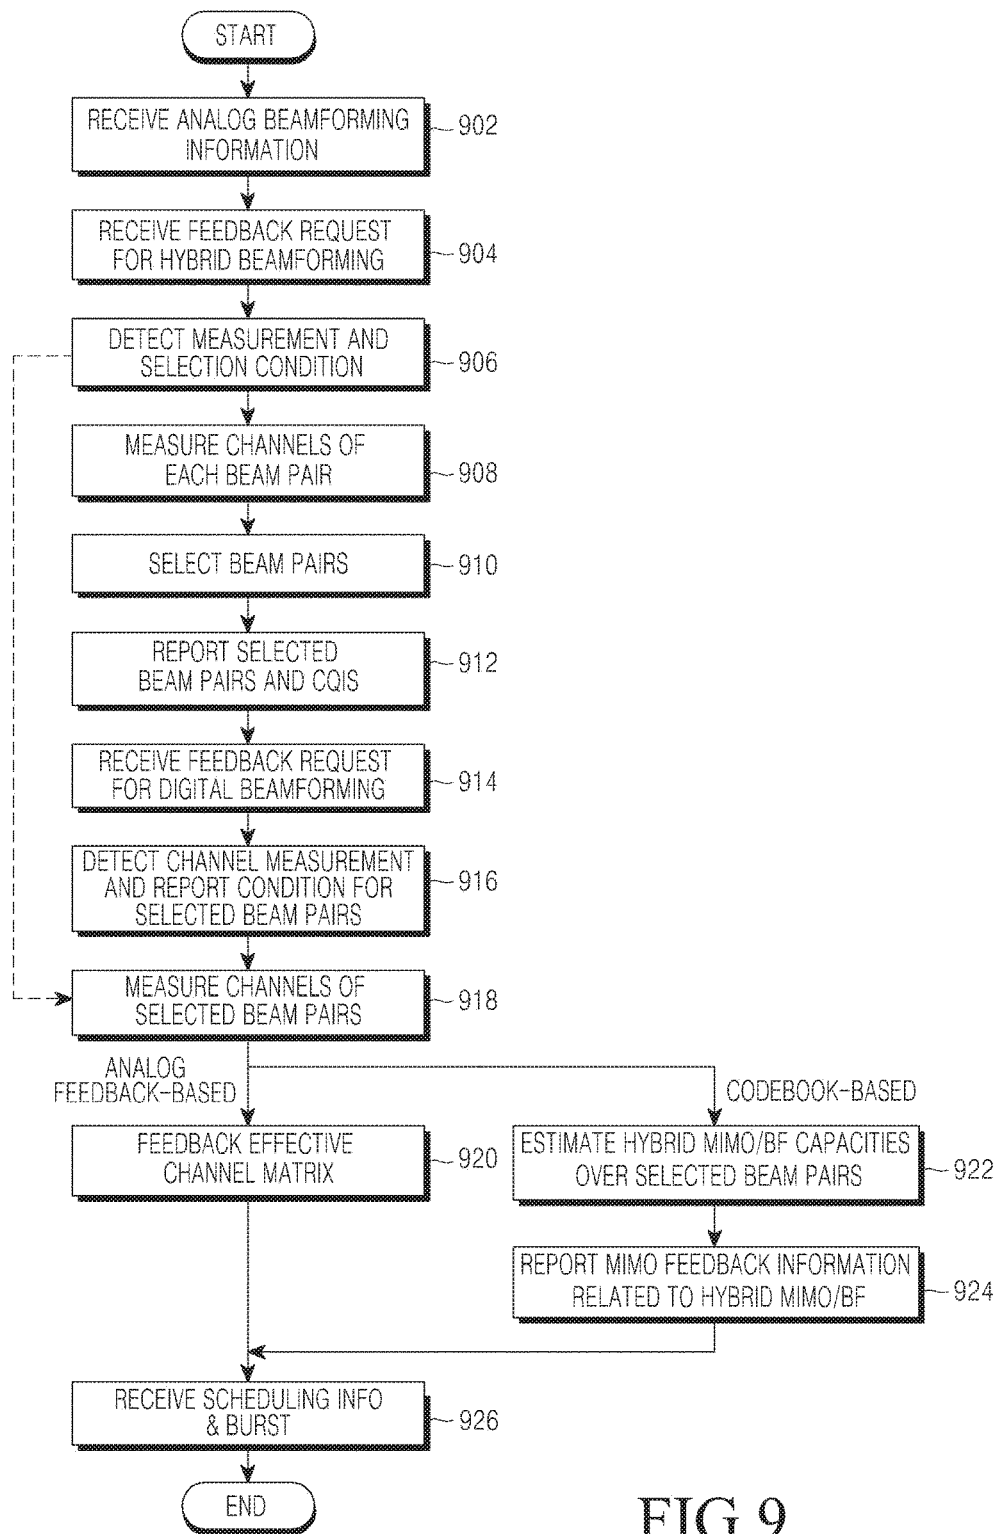 START
RECEIVE ANALOG BEAMFORMING
INFORMATION
902
RECEIVE FEEDBACK REQUEST
FOR HYBRID BEAMFORMING
904
DETECT MEASUREMENT AND
SELECTION CONDITION
906
MEASURE CHANNELS OF
EACH BEAM PAIR
908
SELECT BEAM PAIRS
910
REPORT SELECTED
BEAM PAIRS AND CQIS
912
RECEIVE FEEDBACK REQUEST
FOR DIGITAL BEAMFORMING
914
DETECT CHANNEL MEASUREMENT
AND REPORT CONDITION FOR
SELECTED BEAM PAIRS
916
MEASURE CHANNELS OF
SELECTED BEAM PAIRS
918
ANALOG
FEEDBACK-BASED
CODEBOOK-BASED
FEEDBACK EFFECTIVE
CHANNEL MATRIX
920
ESTIMATE HYBRID MIMO/BF CAPACITIES
OVER SELECTED BEAM PAIRS
922
REPORT MIMO FEEDBACK INFORMATION
RELATED TO HYBRID MIMO/BF
924
RECEIVE SCHEDULING INFO
& BURST
926
END
FIG.9